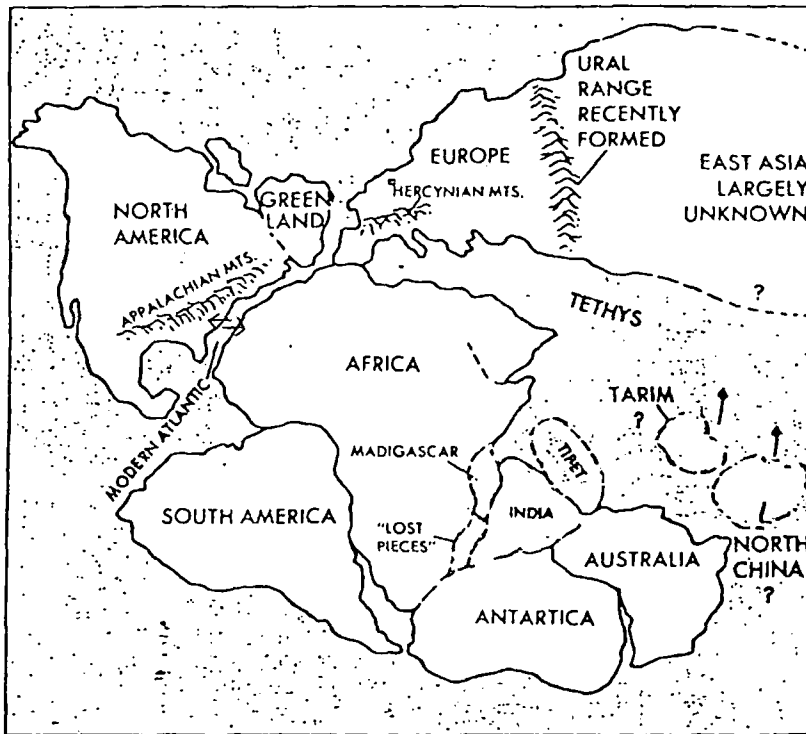 URAL
RANGE
RECENTLY
FORMED
EUROPE
HERCYNIAN MTS.
EAST ASIA
LARGELY
UNKNOWN
GREEN
LAND
NORTH
AMERICA
APPALACHIAN MTS.
?
TETHYS
AFRICA
TARIM
?
MODERN ATLANTIC
MADIGASCAR
TIBET
SOUTH AMERICA
"LOST
PIECES"
INDIA
AUSTRALIA
NORTH
CHINA
?
ANTARTICA